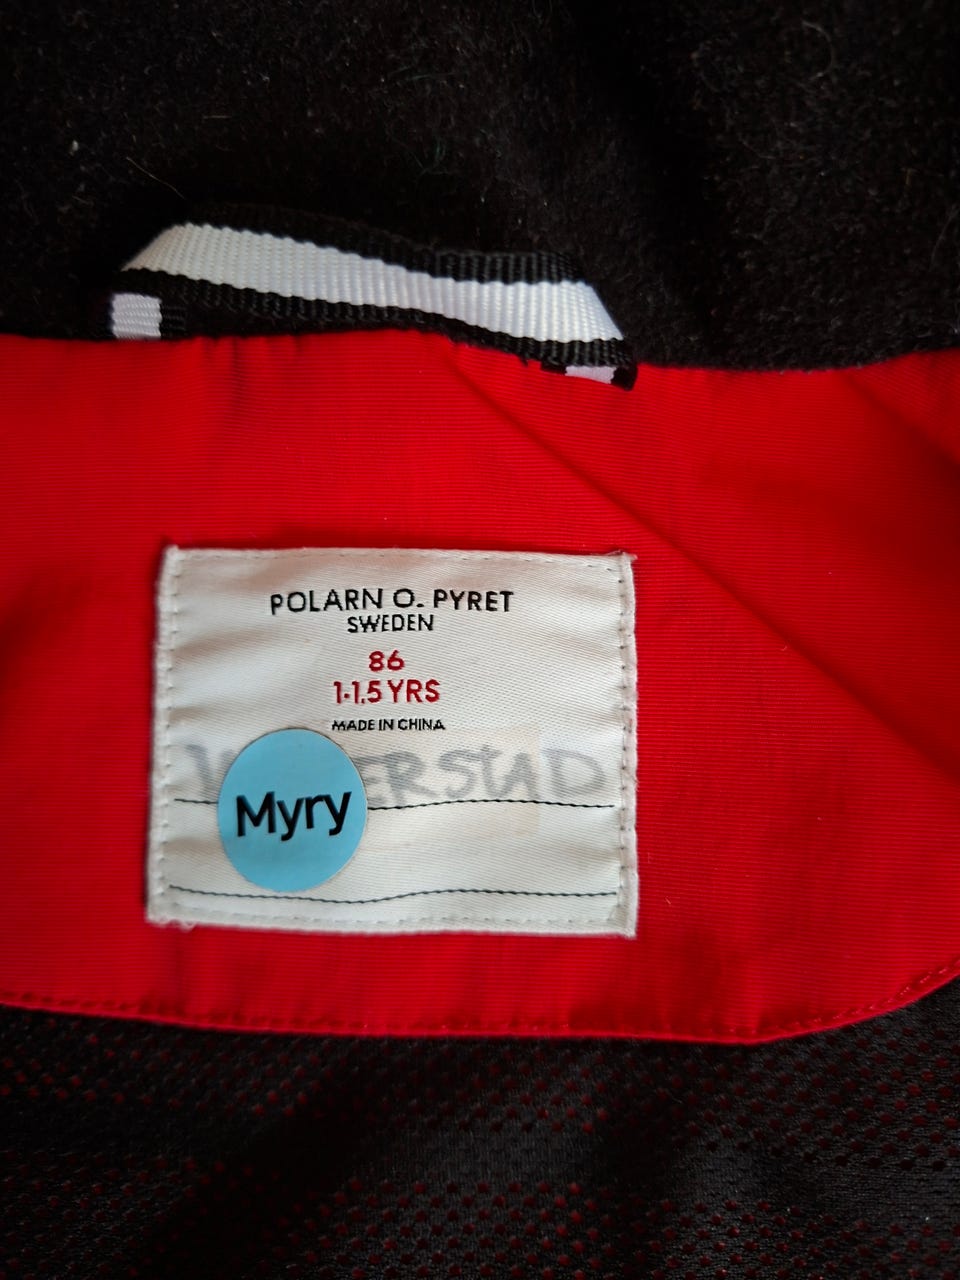 POLARN O. PYRET
SWEDEN
86
1-1,5 YRS
MADE IN CHINA
Myry